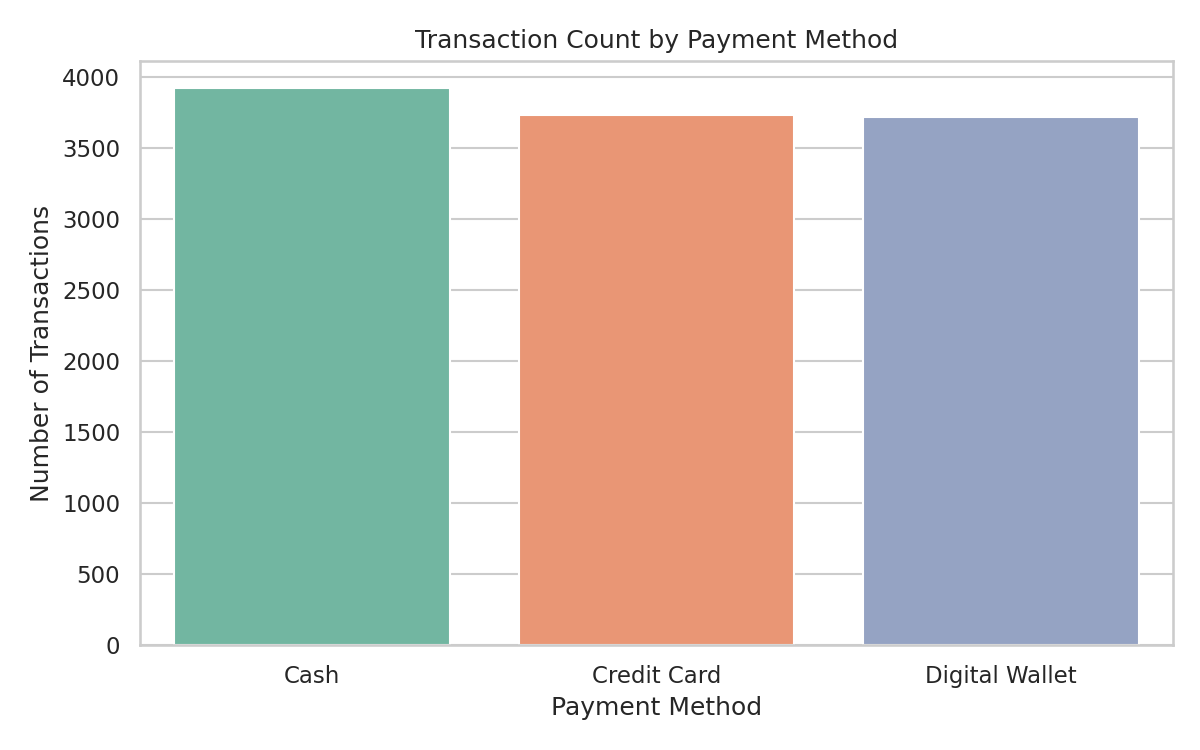 Transaction Count by Payment Method
Number of Transactions
4000
3500
3000
2500
2000
1500
1000
500
0
Cash Credit Card Digital Wallet
Payment Method